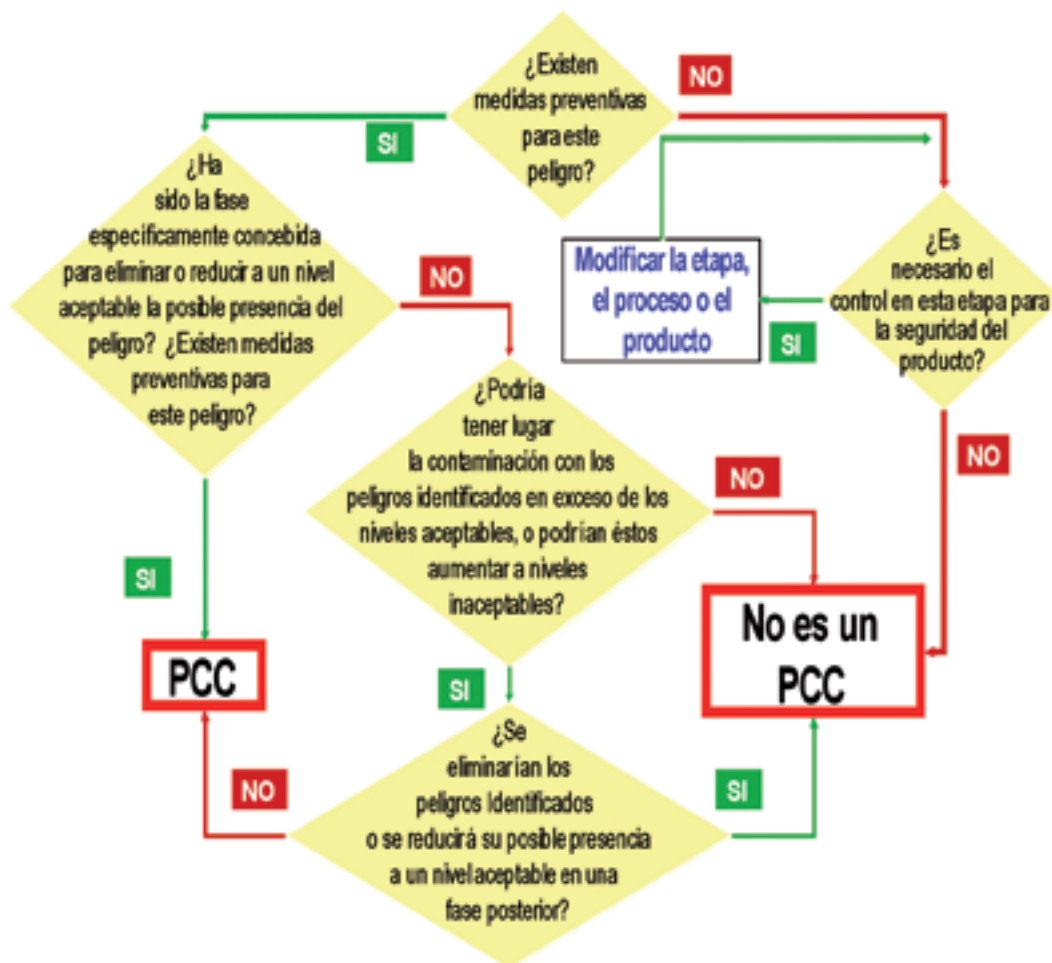 ¿Existen
medidas preventivas
para este
peligro?
NO
SI
¿Ha
sido la fase
especificamente concebida
para eliminar o reducir a un nivel
aceptable la posible presencia del
peligro? ¿Existen medidas
preventivas para
este peligro?
NO
Modificar la etapa,
el proceso o el
producto
SI
¿Es
necesario el
control en esta etapa para
la seguridad del
producto?
¿Podría
tener lugar
la contaminación con los
peligros identificados en exceso de los
niveles aceptables, o podrían éstos
aumentar a niveles
inaceptables?
NO
NO
SI
PCC
No es un
PCC
SI
¿Se
eliminarían los
peligros Identificados
o se reducirá su posible presencia
a un nivel aceptable en una
fase posterior?
NO
SI